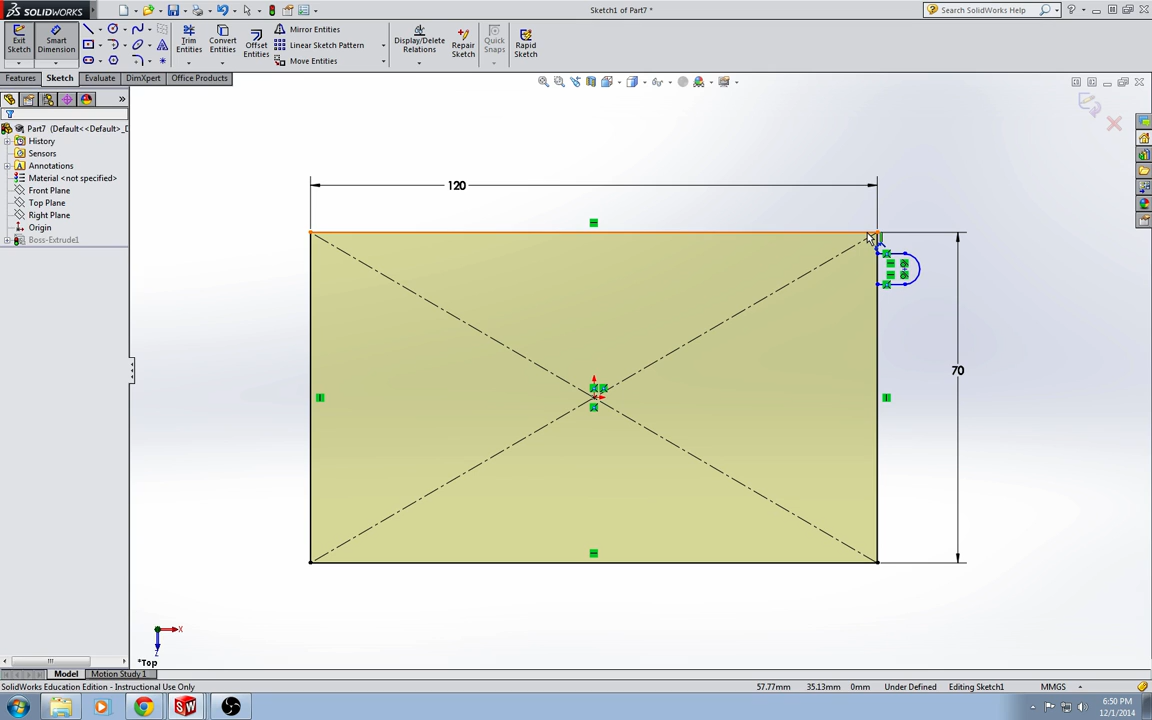 SOLIDWORKS
Sketch1 of Part7 *
Search SolidWorks Help
Exit Sketch
Smart Dimension
Trim Entities
Convert Entities
Offset Entities
Mirror Entities
Linear Sketch Pattern
Move Entities
Display/Delete Relations
Repair Sketch
Quick Snaps
Rapid Sketch
Features
Sketch
Evaluate
DimXpert
Office Products
Part7 (Default<<Default>_D
History
Sensors
Annotations
Material <not specified>
Front Plane
Top Plane
Right Plane
Origin
Boss-Extrude1
120
70
X
Z
*Top
Model
Motion Study 1
SolidWorks Education Edition - Instructional Use Only
57.77mm
35.13mm
0mm
Under Defined
Editing Sketch1
MMGS
6:50 PM
12/1/2014